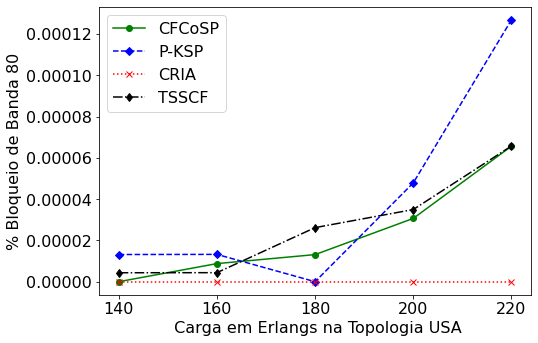 CFCoSP
P-KSP
CRIA
TSSCF
% Bloqueio de Banda 80
0.00012
0.00010
0.00008
0.00006
0.00004
0.00002
0.00000
140 160 180 200 220
Carga em Erlangs na Topologia USA